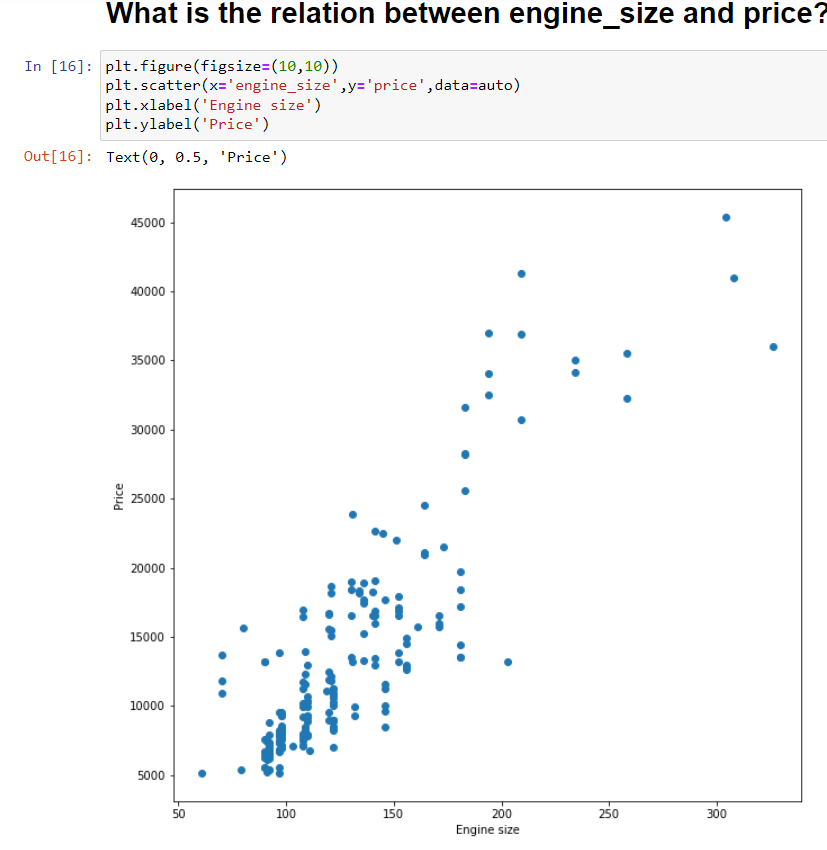 What is the relation between engine_size and price?
In [16]: plt.figure(figsize=(10,10))
plt.scatter(x='engine_size',y='price',data=auto)
plt.xlabel('Engine size')
plt.ylabel('Price')
Out[16]: Text(0, 0.5, 'Price')
45000
40000
35000
30000
25000
20000
15000
10000
5000
Price
50 100 150 200 250 300
Engine size